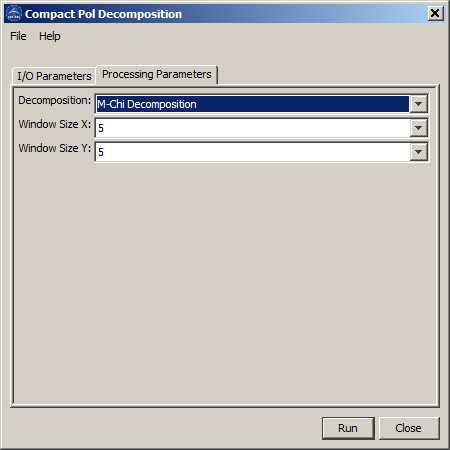 Compact Pol Decomposition
File Help
I/O Parameters Processing Parameters
Decomposition: M-Chi Decomposition
Window Size X: 5
Window Size Y: 5
Run Close